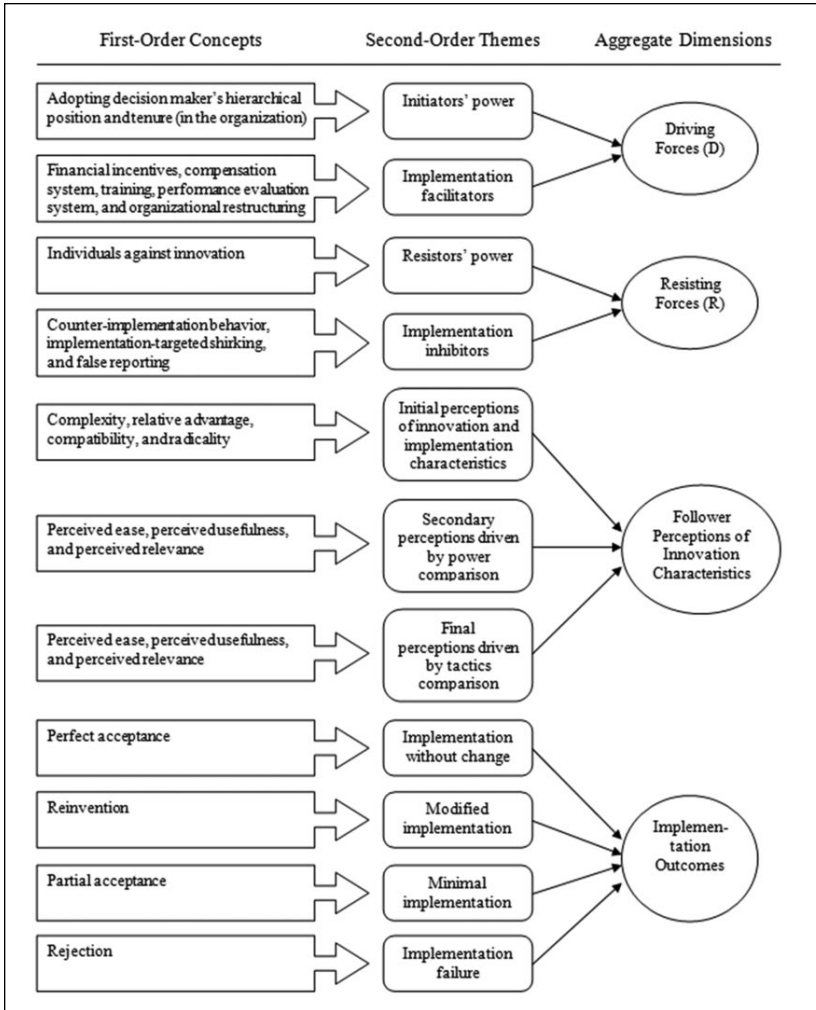 First-Order Concepts
Second-Order Themes
Aggregate Dimensions
Adopting decision maker's hierarchical
position and tenure (in the organization)
Initiators' power
Driving
Forces (D)
Financial incentives, compensation
system, training, performance evaluation
system, and organizational restructuring
Implementation
facilitators
Individuals against innovation
Resistors' power
Resisting
Forces (R)
Counter-implementation behavior,
implementation-targeted shirking,
and false reporting
Implementation
inhibitors
Complexity, relative advantage,
compatibility, and radicality
Initial perceptions
of innovation and
implementation
characteristics
Perceived ease, perceived usefulness,
and perceived relevance
Secondary
perceptions driven
by power
comparison
Follower
Perceptions of
Innovation
Characteristics
Perceived ease, perceived usefulness,
and perceived relevance
Final
perceptions driven
by tactics
comparison
Perfect acceptance
Implementation
without change
Reinvention
Modified
implementation
Implemen-
tation
Outcomes
Partial acceptance
Minimal
implementation
Rejection
Implementation
failure